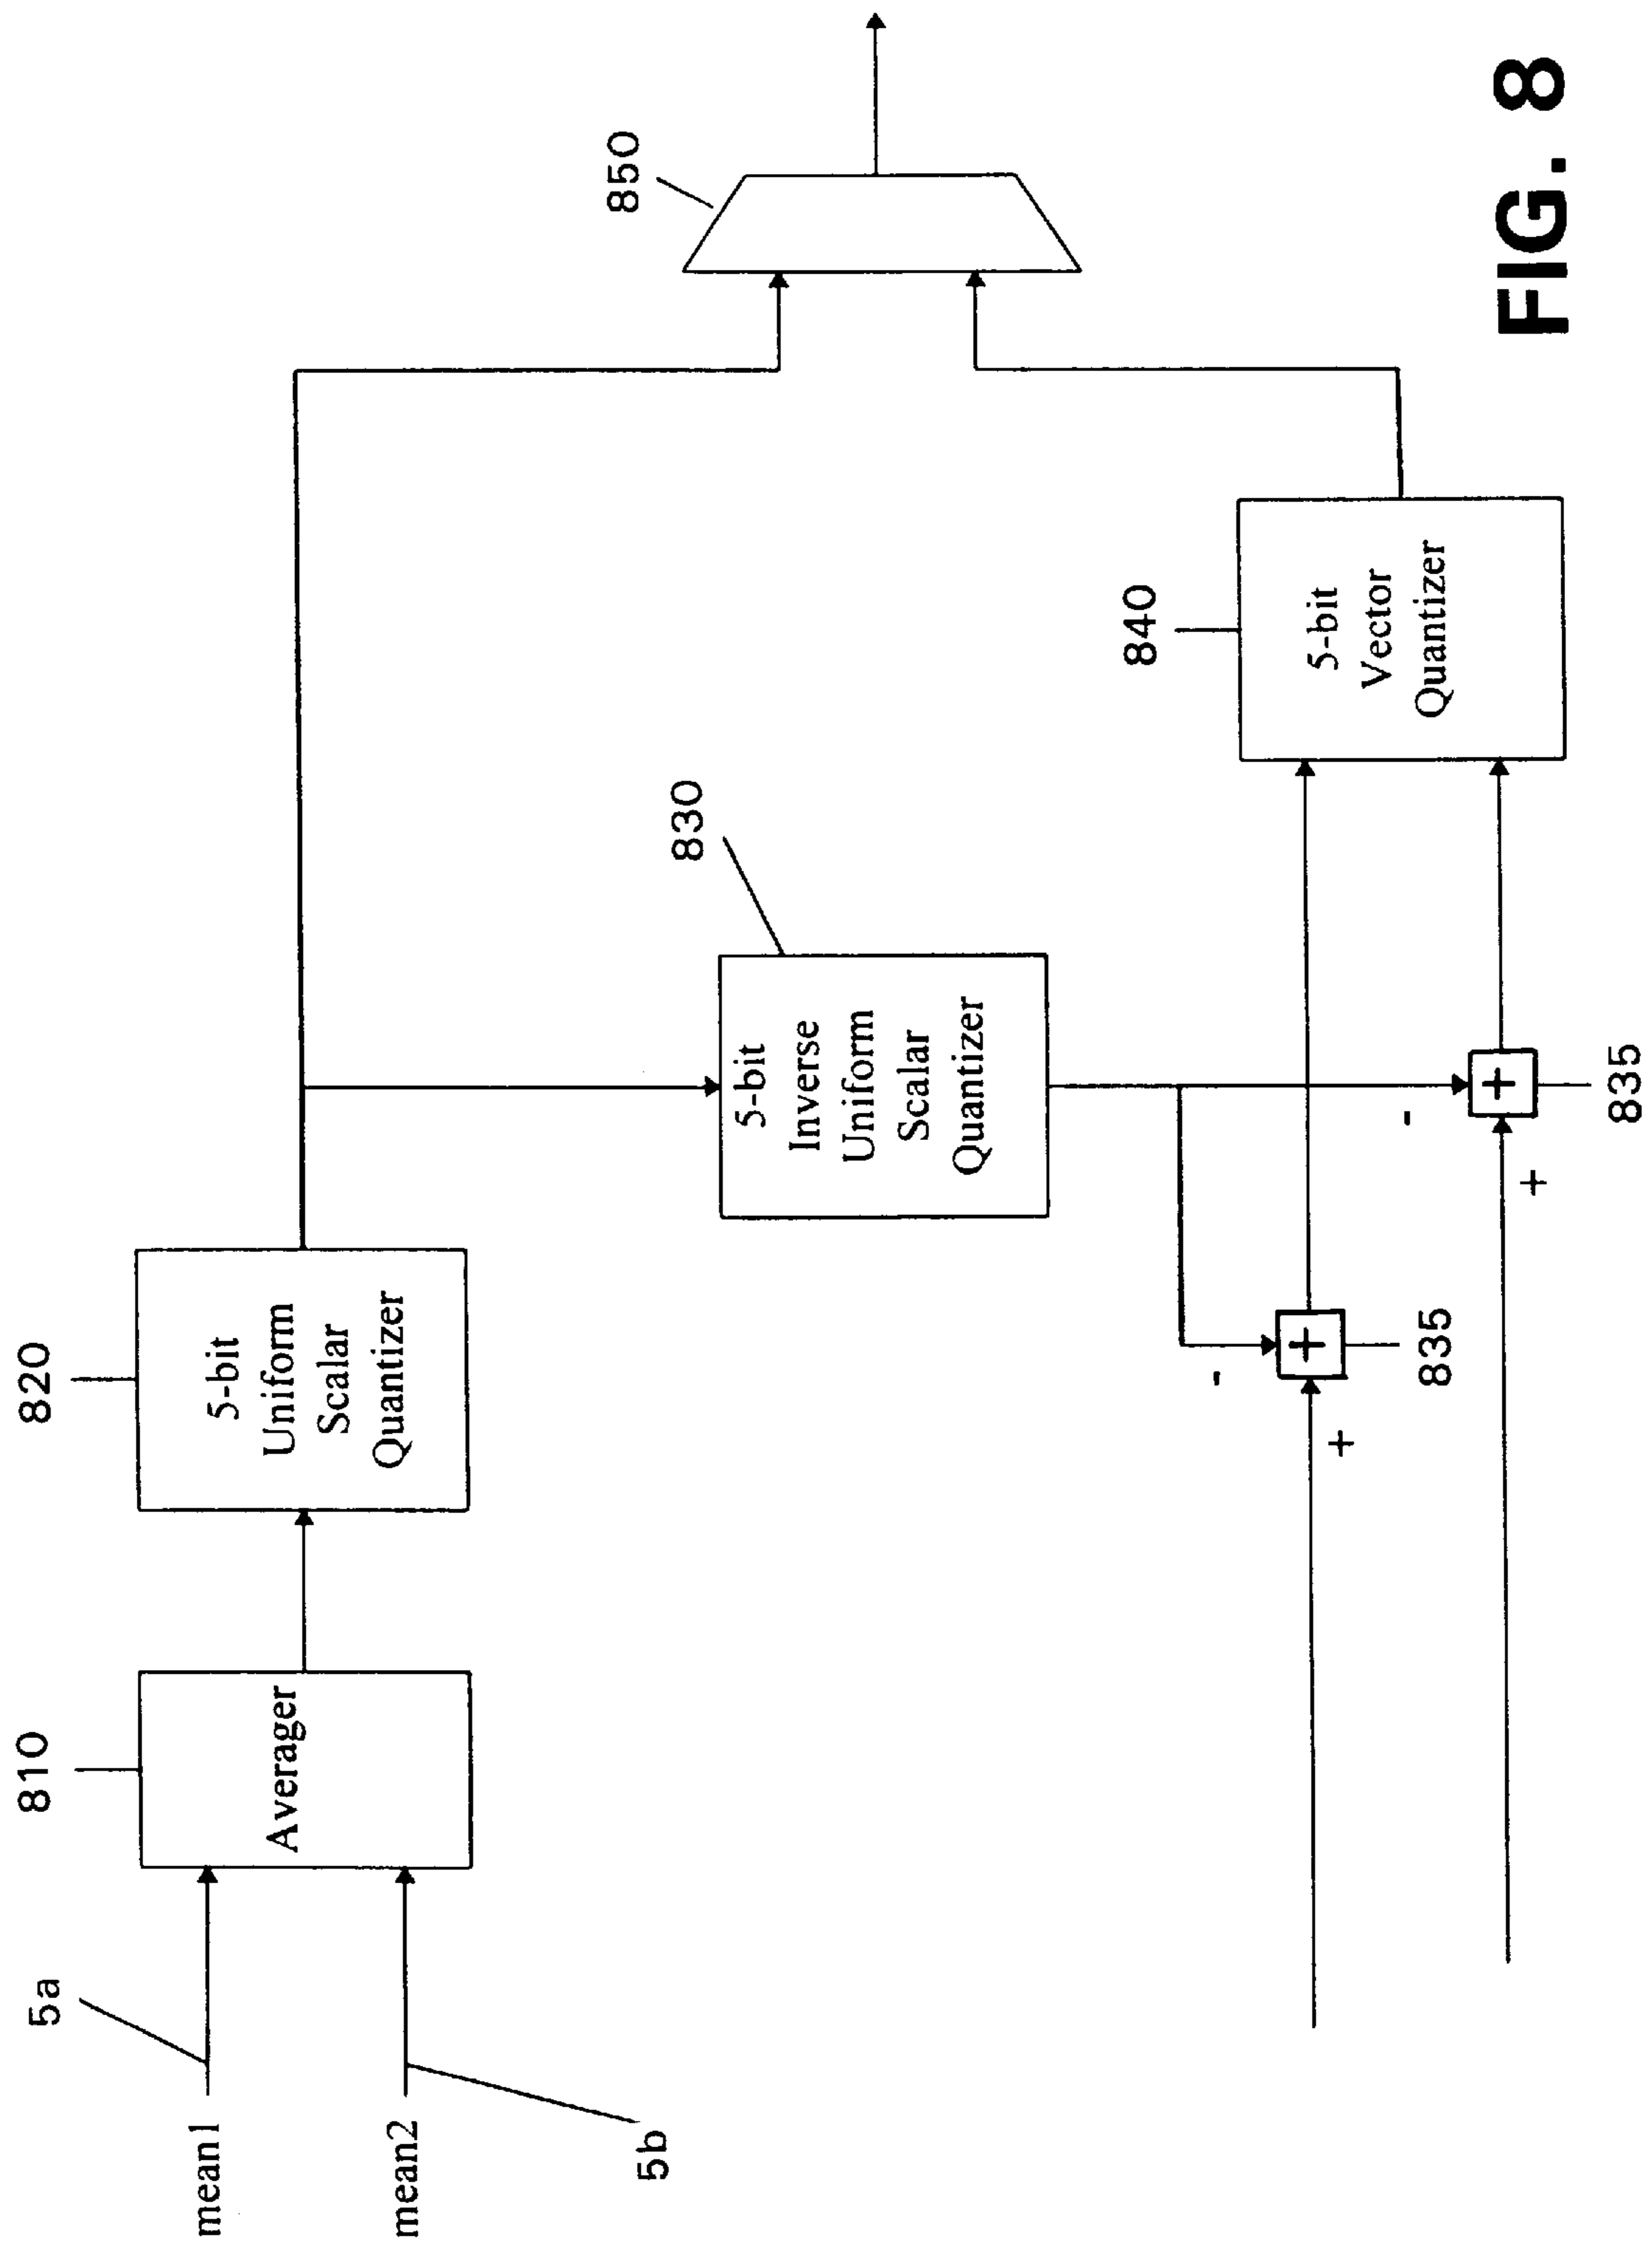 810
820
5a
mean1
mean2
5b
Averager
5-bit
Uniform
Scalar
Quantizer
830
850
5-bit
Inverse
Uniform
Scalar
Quantizer
840
5-bit
Vector
Quantizer
-
+
+
835
-
+
+
835
FIG. 8